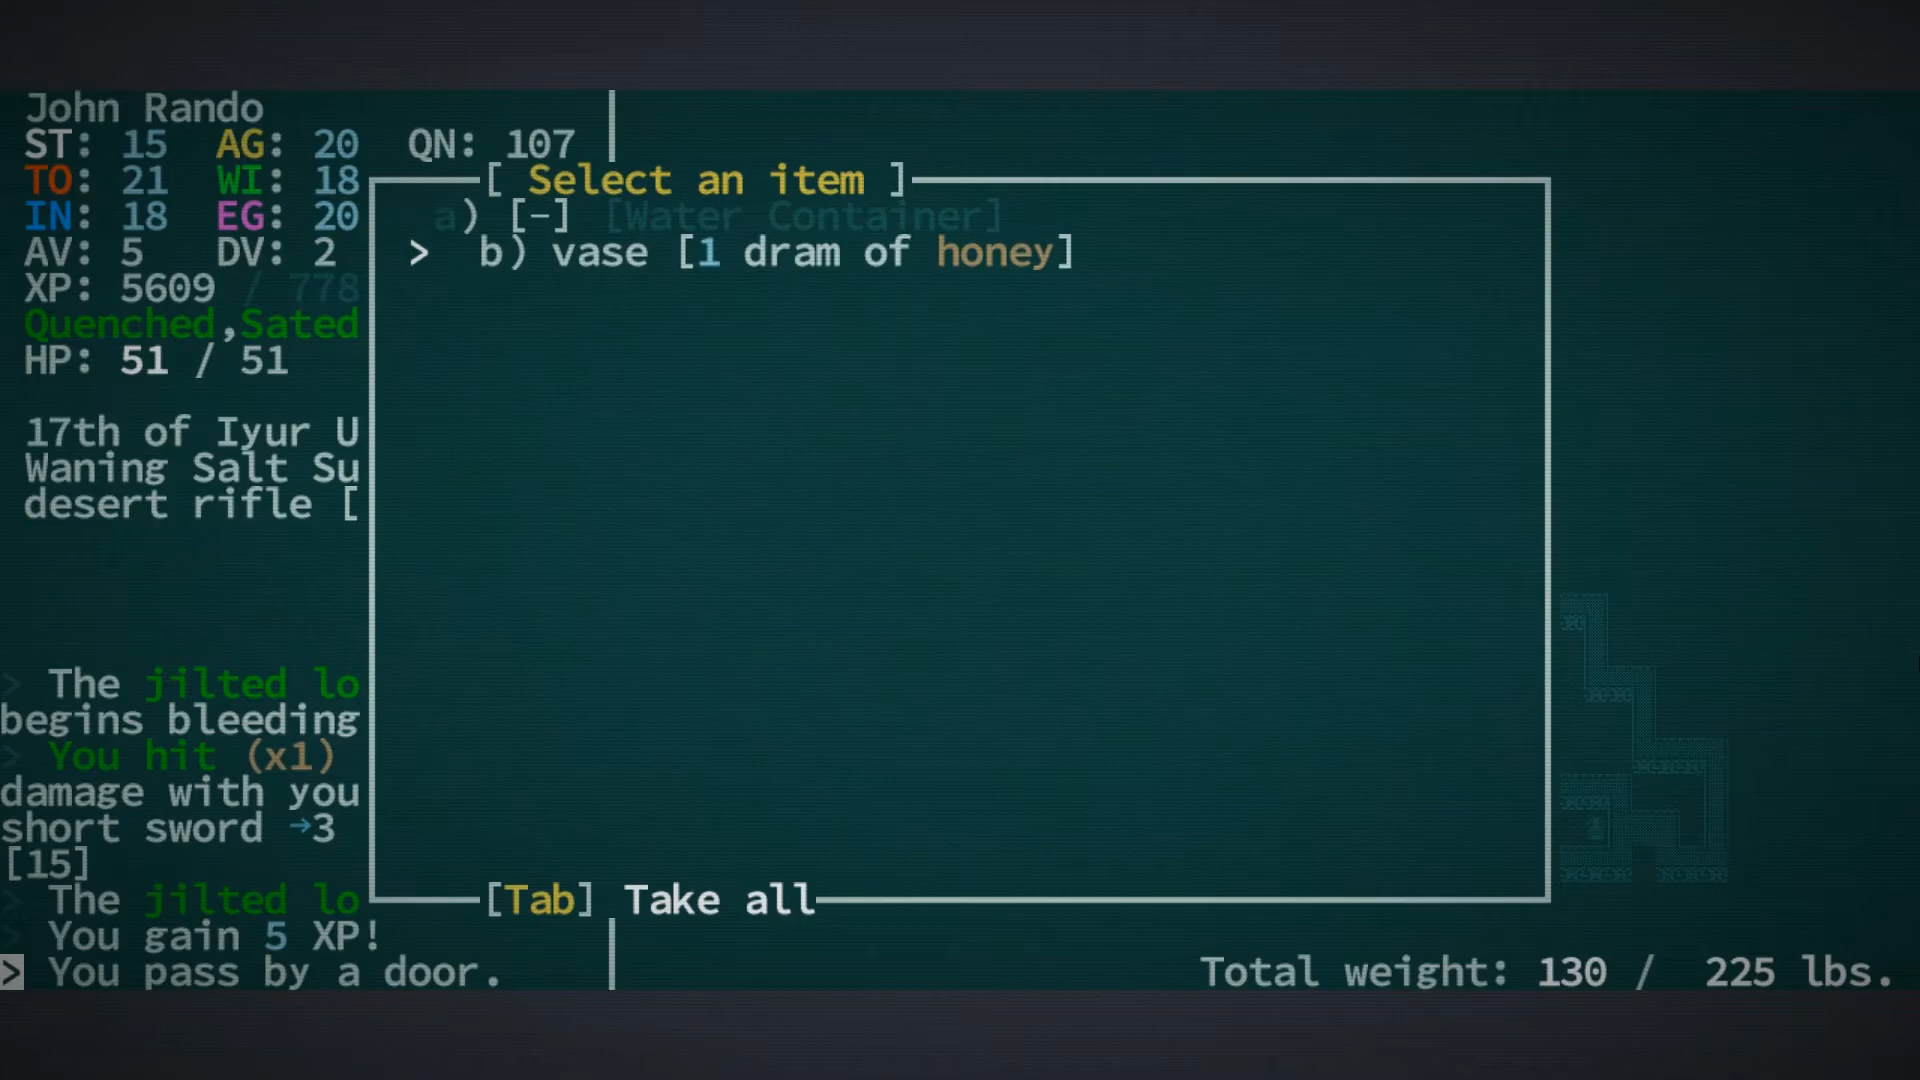 John Rando
ST: 15 AG: 20 QN: 107
TO: 21 WI: 18
[ Select an item ]
IN: 18 EG: 20
a) [-] [Water Container]
AV: 5 DV: 2
> b) vase [1 dram of honey]
XP: 5609 / 778
Quenched,Sated
HP: 51 / 51
17th of Iyur U
Waning Salt Su
desert rifle [
> The jilted lo
begins bleeding
> You hit (x1)
damage with you
short sword →3
[15]
> The jilted lo
[Tab] Take all
> You gain 5 XP!
> You pass by a door.
Total weight: 130 / 225 lbs.